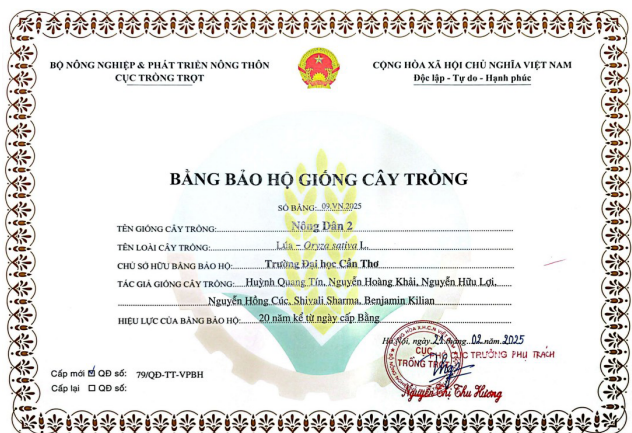 BỘ NÔNG NGHIỆP & PHÁT TRIỂN NÔNG THÔN
CỤC TRỒNG TRỌT
CỘNG HÒA XÃ HỘI CHỦ NGHĨA VIỆT NAM
Độc lập - Tự do - Hạnh phúc
BẰNG BẢO HỘ GIỐNG CÂY TRỒNG
SỐ BẰNG: 09.VN.2025
TÊN GIỐNG CÂY TRỒNG: Nông Dân 2
TÊN LOÀI CÂY TRỒNG: Lúa – Oryza sativa L.
CHỦ SỞ HỮU BẰNG BẢO HỘ: Trường Đại học Cần Thơ
TÁC GIẢ GIỐNG CÂY TRỒNG: Huỳnh Quang Tín, Nguyễn Hoàng Khải, Nguyễn Hữu Lợi,
Nguyễn Hồng Cúc, Shivali Sharma, Benjamin Kilian
HIỆU LỰC CỦA BẰNG BẢO HỘ: 20 năm kể từ ngày cấp Bằng
Hà Nội, ngày 21 tháng 02 năm 2025
CỤC TRƯỞNG PHỤ TRÁCH
CỤC
TRỒNG TRỌT
Cấp mới ☑ QĐ số: 79/QĐ-TT-VPBH
Cấp lại ☐ QĐ số:
Nguyễn Thị Thu Hương